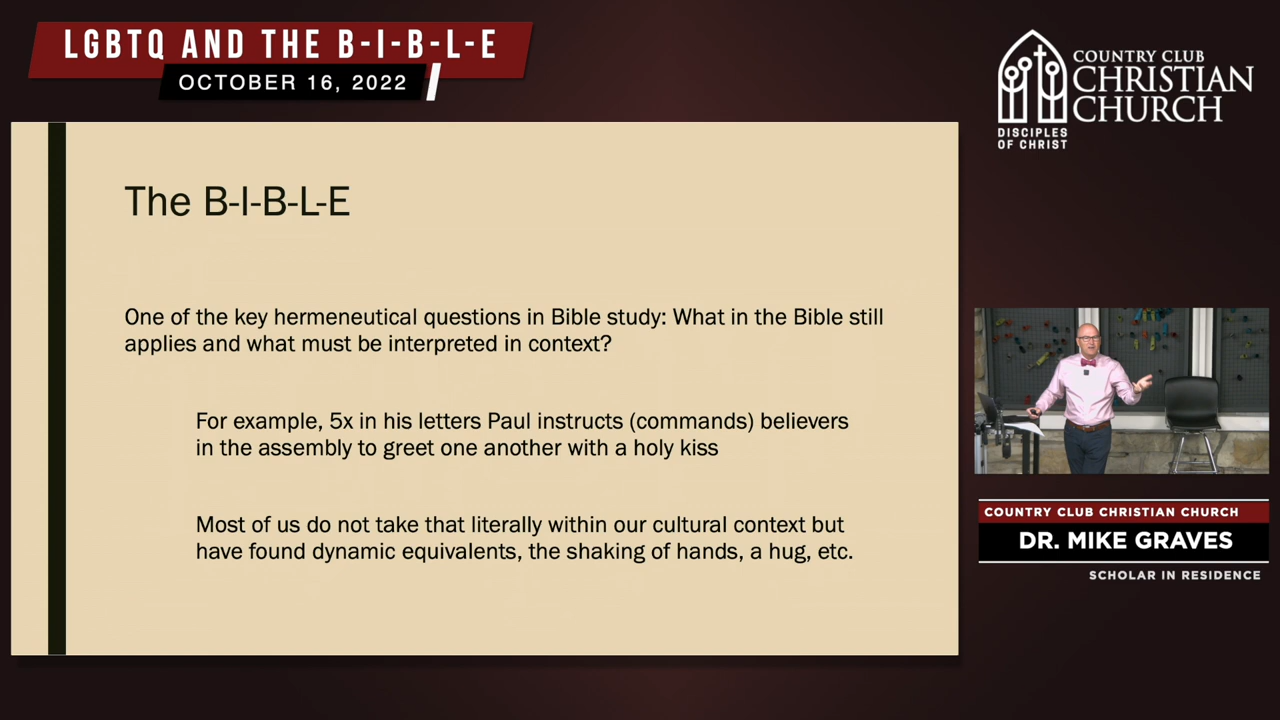 LGBTQ AND THE B-I-B-L-E
OCTOBER 16, 2022
COUNTRY CLUB
CHRISTIAN
CHURCH
DISCIPLES
OF CHRIST
The B-I-B-L-E
One of the key hermeneutical questions in Bible study: What in the Bible still
applies and what must be interpreted in context?
For example, 5x in his letters Paul instructs (commands) believers
in the assembly to greet one another with a holy kiss
Most of us do not take that literally within our cultural context but
have found dynamic equivalents, the shaking of hands, a hug, etc.
COUNTRY CLUB CHRISTIAN CHURCH
DR. MIKE GRAVES
SCHOLAR IN RESIDENCE